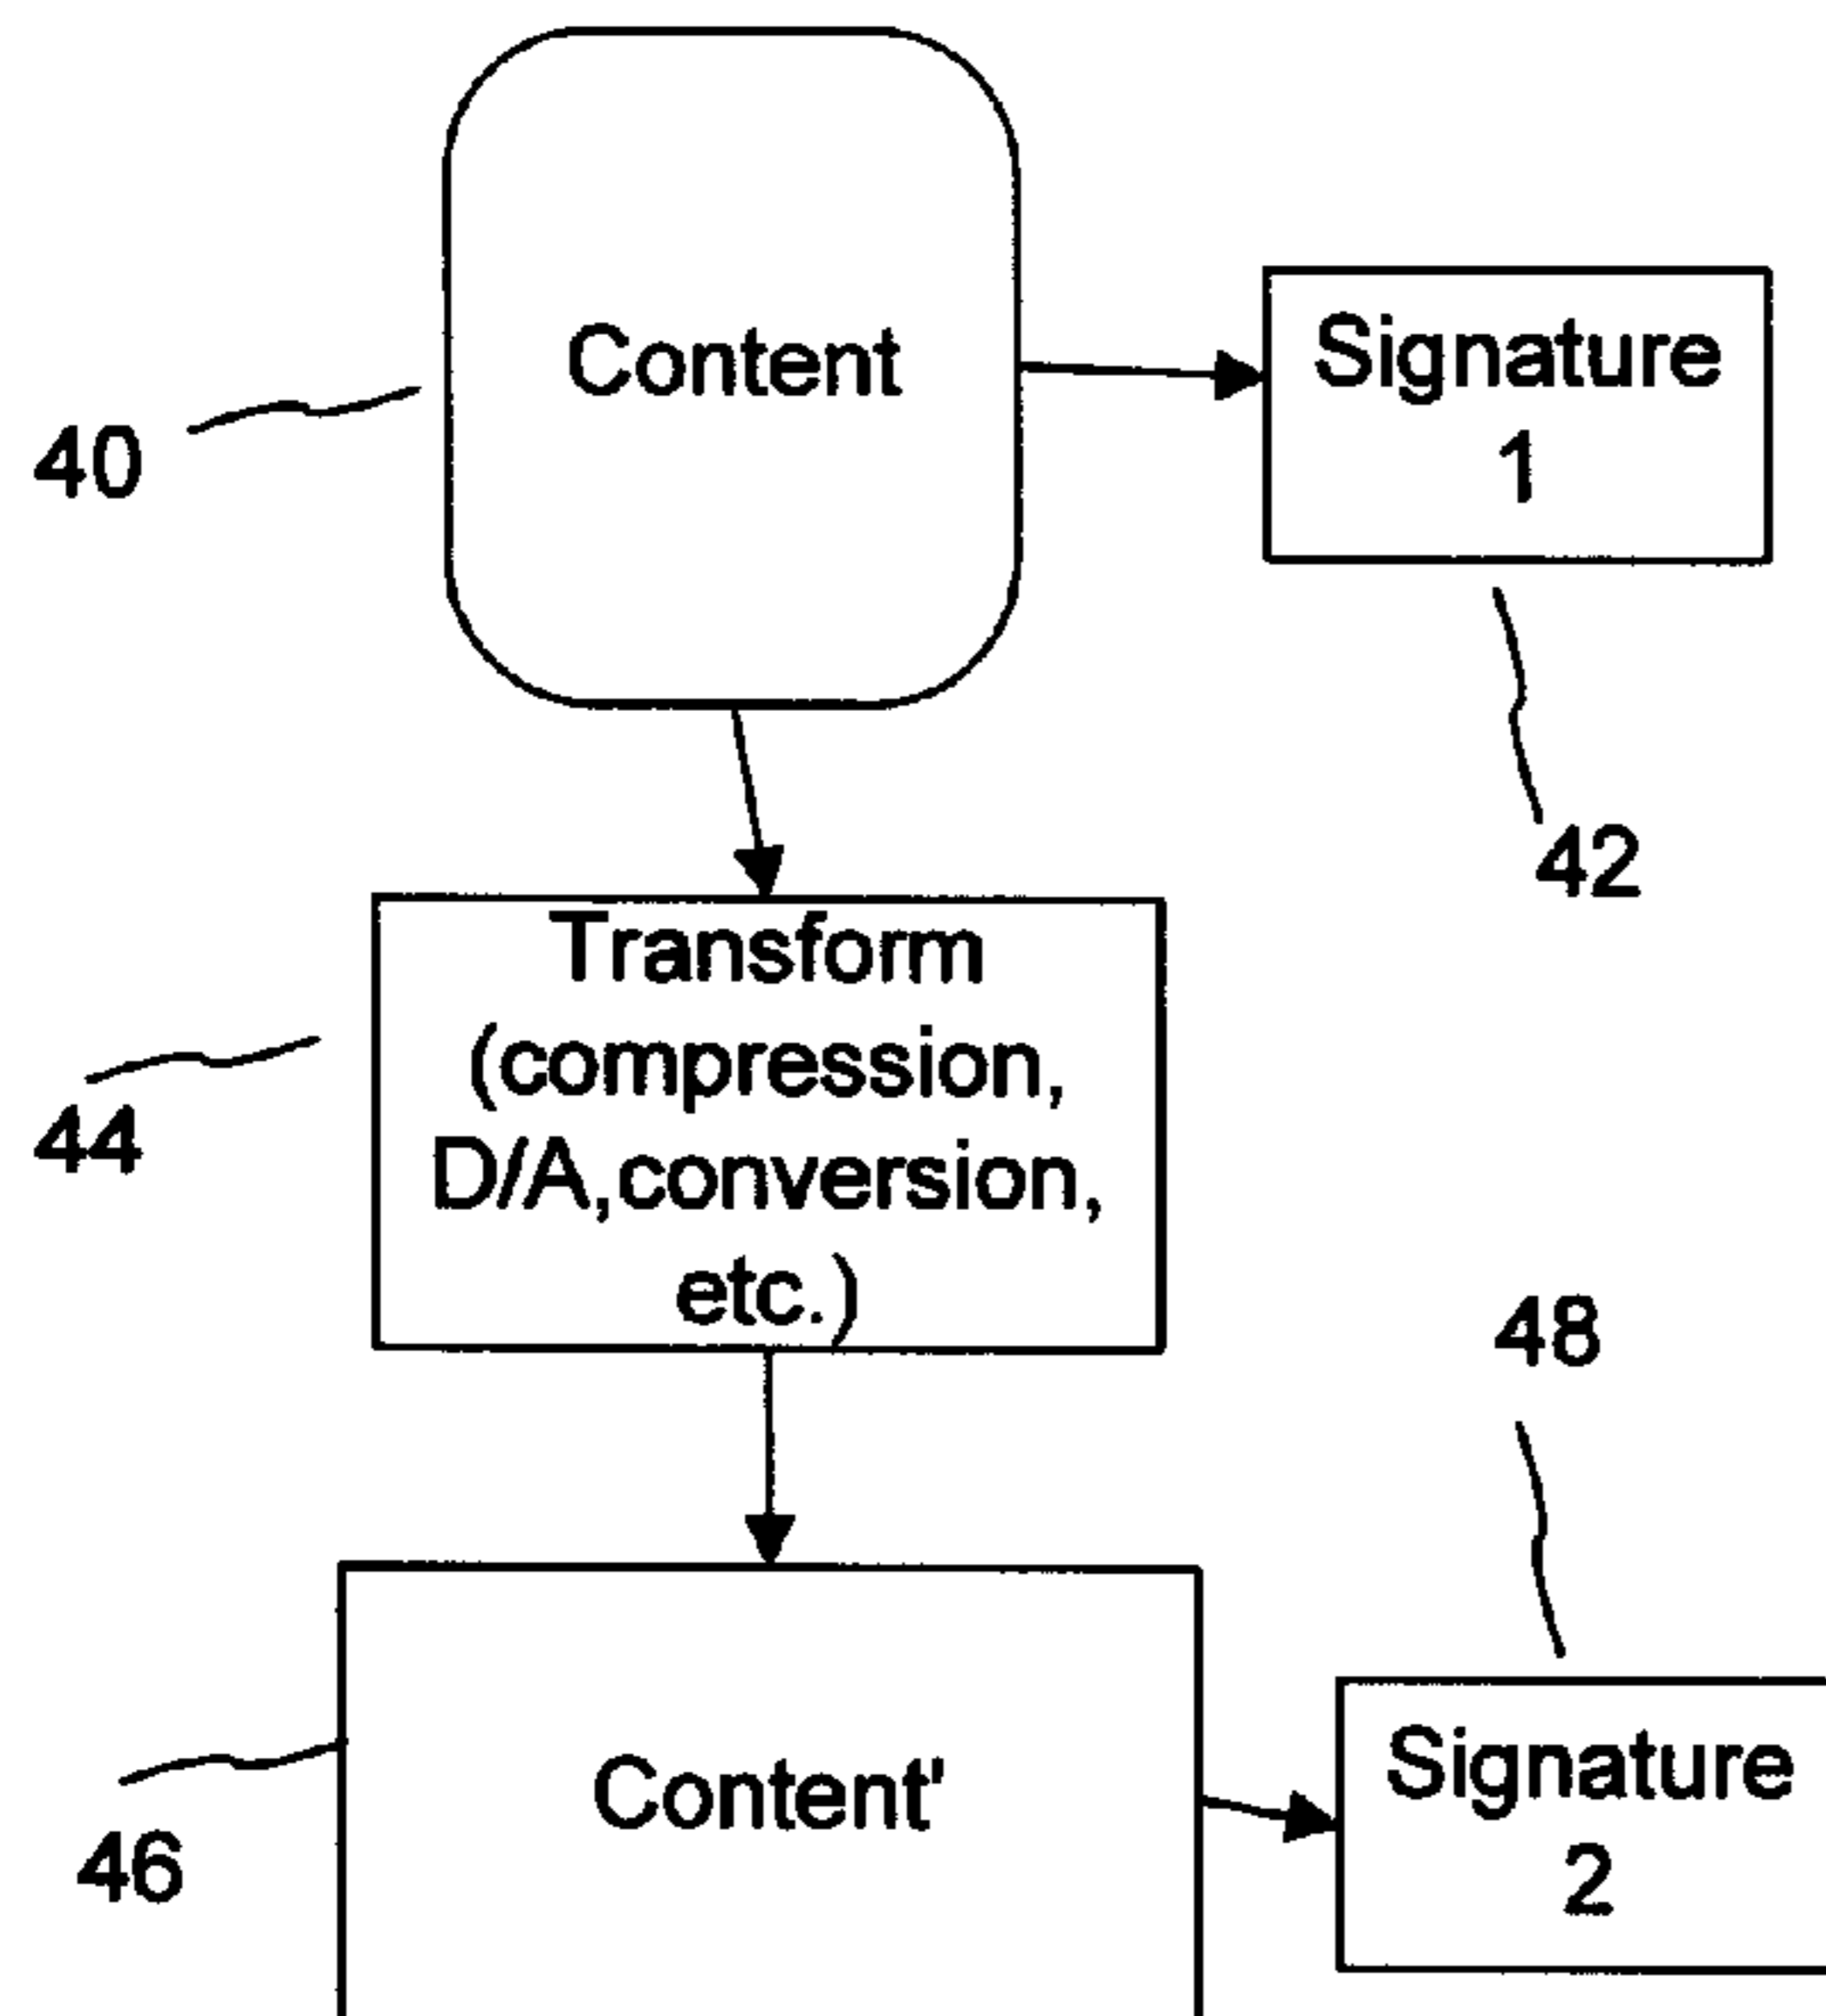 Content
Signature
1
40
42
Transform
(compression,
D/A,conversion,
etc.)
44
48
Content'
Signature
2
46